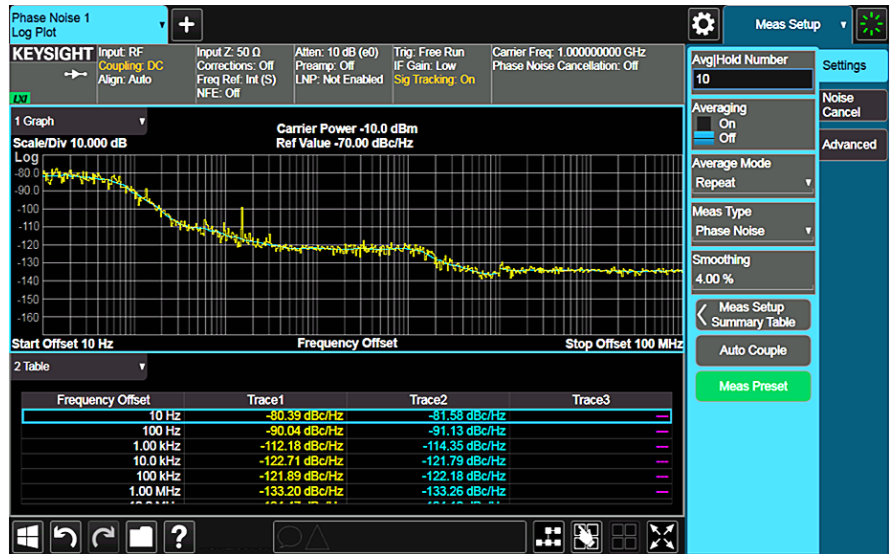 Phase Noise 1
Log Plot
+
Meas Setup
KEYSIGHT
LXI
Input: RF
Coupling: DC
Align: Auto
Input Z: 50 Ω
Corrections: Off
Freq Ref: Int (S)
NFE: Off
Atten: 10 dB (e0)
Preamp: Off
LNP: Not Enabled
Trig: Free Run
IF Gain: Low
Sig Tracking: On
Carrier Freq: 1.000000000 GHz
Phase Noise Cancellation: Off
1 Graph
Scale/Div 10.000 dB
Carrier Power -10.0 dBm
Ref Value -70.00 dBc/Hz
Log
-80.0
-90.0
-100
-110
-120
-130
-140
-160
Start Offset 10 Hz
Frequency Offset
Stop Offset 100 MHz
2 Table
Frequency Offset Trace1 Trace2 Trace3
10 Hz -80.39 dBc/Hz -81.58 dBc/Hz —
100 Hz -90.04 dBc/Hz -91.13 dBc/Hz —
1.00 kHz -112.18 dBc/Hz -114.35 dBc/Hz —
10.0 kHz -122.71 dBc/Hz -121.79 dBc/Hz —
100 kHz -121.89 dBc/Hz -122.18 dBc/Hz —
1.00 MHz -133.20 dBc/Hz -133.26 dBc/Hz —
?
Avg|Hold Number
10
Averaging
On
Off
Average Mode
Repeat
Meas Type
Phase Noise
Smoothing
4.00 %
Meas Setup
Summary Table
Auto Couple
Meas Preset
Settings
Noise
Cancel
Advanced